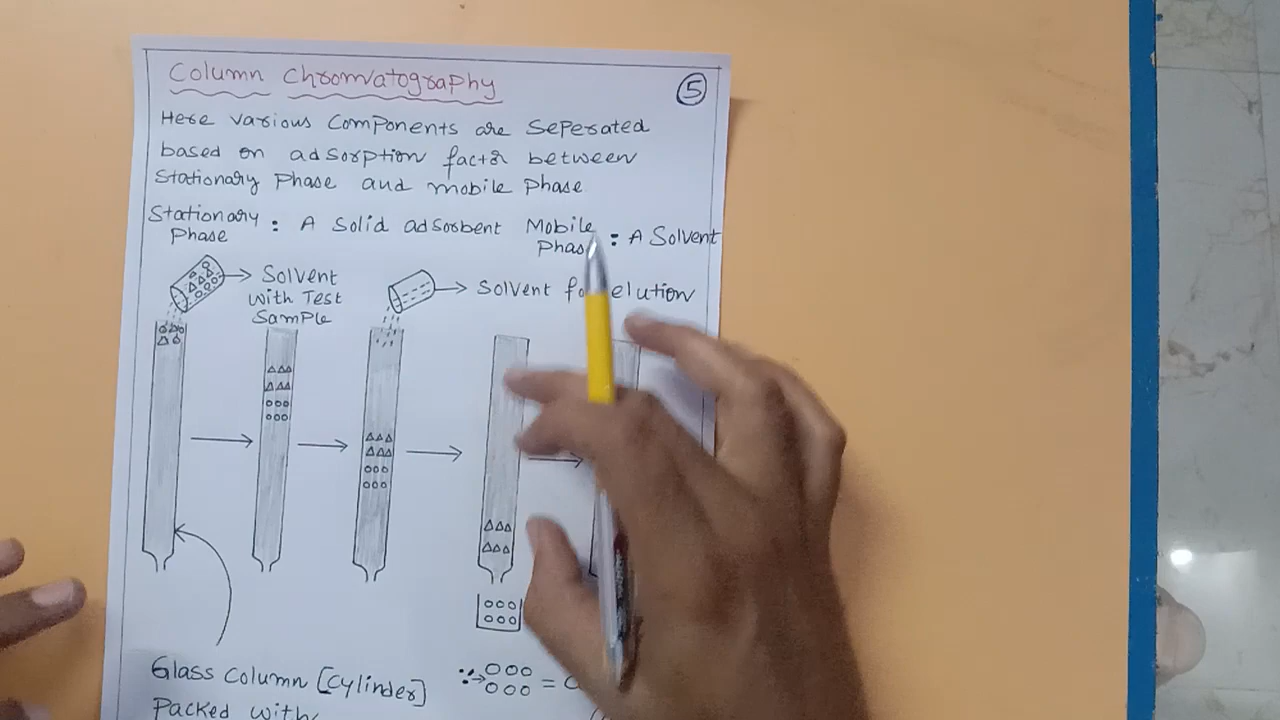 Column Chromatography
5
Here various components are seperated
based on adsorption factor between
Stationary Phase and mobile Phase
Stationary Phase : A Solid adsorbent
Mobile : A Solvent
Solvent with Test Sample
Solvent elution
Glass Column [cylinder]
Packed with
=